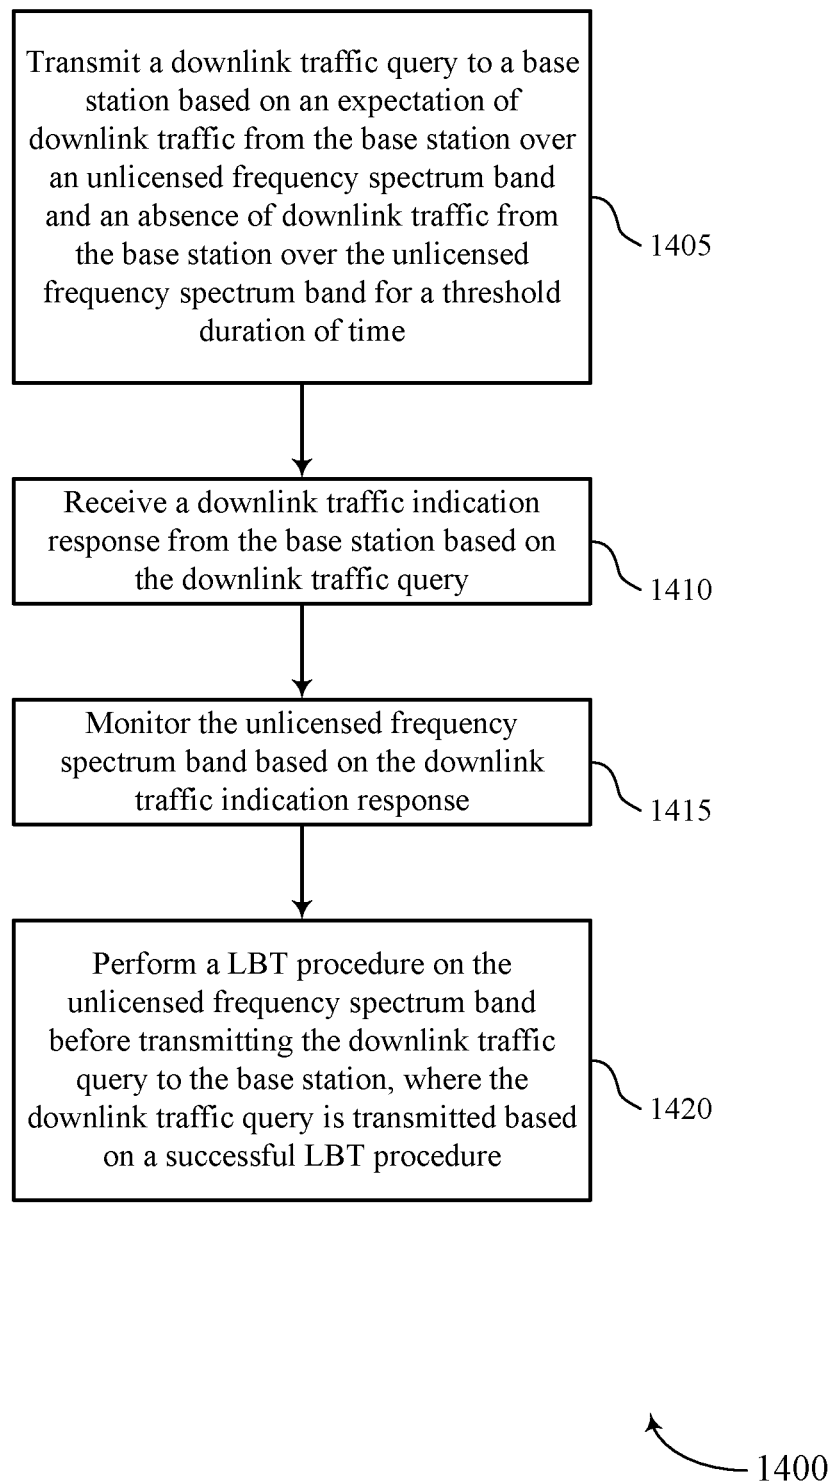 Transmit a downlink traffic query to a base
station based on an expectation of
downlink traffic from the base station over
an unlicensed frequency spectrum band
and an absence of downlink traffic from
the base station over the unlicensed
frequency spectrum band for a threshold
duration of time
1405
Receive a downlink traffic indication
response from the base station based on
the downlink traffic query
1410
Monitor the unlicensed frequency
spectrum band based on the downlink
traffic indication response
1415
Perform a LBT procedure on the
unlicensed frequency spectrum band
before transmitting the downlink traffic
query to the base station, where the
downlink traffic query is transmitted based
on a successful LBT procedure
1420
1400